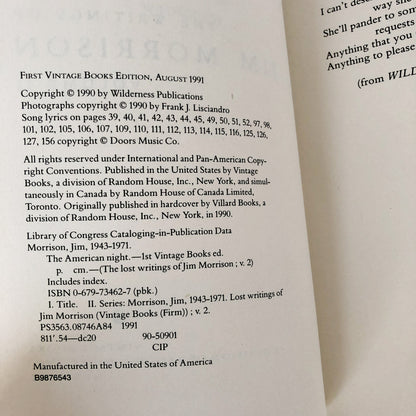 FIRST VINTAGE BOOKS EDITION, AUGUST 1991
Copyright © 1990 by Wilderness Publications
Photographs copyright © 1990 by Frank J. Lisciandro
Song lyrics on pages 39, 40, 41, 42, 43, 44, 45, 49, 50, 51, 52, 97, 98,
101, 102, 105, 106, 107, 109, 110, 111, 112, 113, 114, 115, 116, 125, 126,
127, 156 copyright © Doors Music Co.
All rights reserved under International and Pan-American Copy-
right Conventions. Published in the United States by Vintage
Books, a division of Random House, Inc., New York, and simul-
taneously in Canada by Random House of Canada Limited,
Toronto. Originally published in hardcover by Villard Books, a
division of Random House, Inc., New York, in 1990.
Library of Congress Cataloging-in-Publication Data
Morrison, Jim, 1943-1971.
The American night.—1st Vintage Books ed.
p. cm.—(The lost writings of Jim Morrison ; v. 2)
Includes index.
ISBN 0-679-73462-7 (pbk.)
I. Title. II. Series: Morrison, Jim, 1943-1971. Lost writings of
Jim Morrison (Vintage Books (Firm)) ; v. 2.
PS3563.08746A84 1991
811'.54—dc20 90-50901
CIP
Manufactured in the United States of America
B9876543
I can't
way she
She'll pander to som
requests
Anything that you
Anything to please
(from WILD